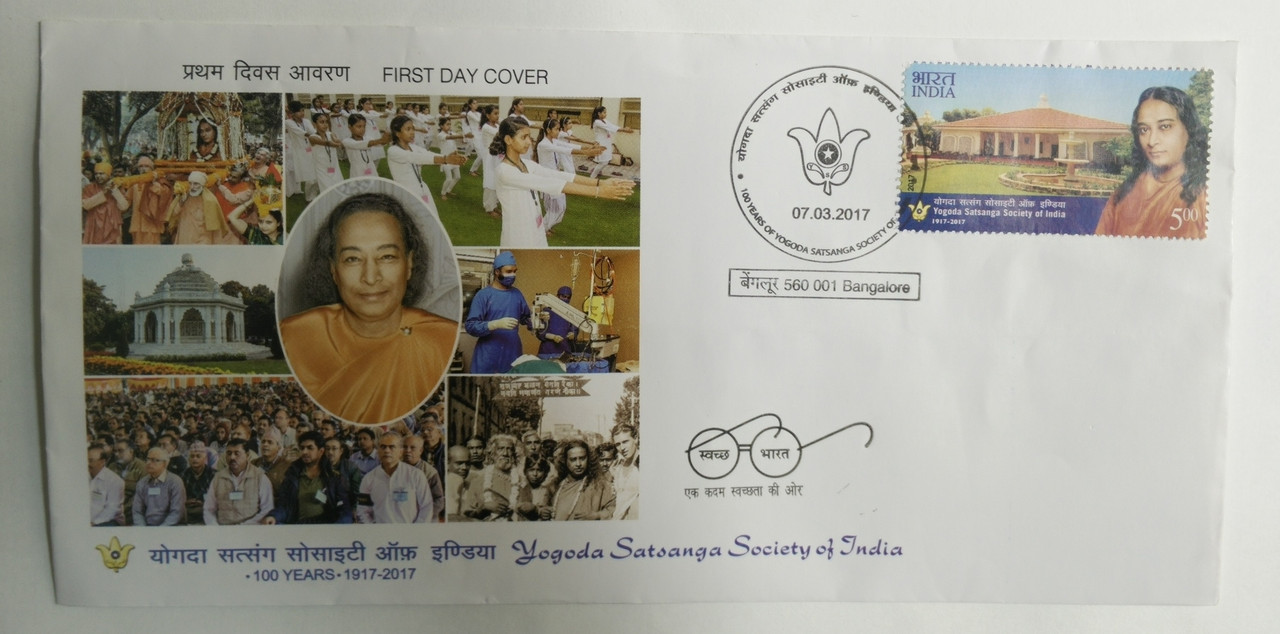 प्रथम दिवस आवरण FIRST DAY COVER
योगदा सत्संग सोसाइटी ऑफ़ इण्डिया
07.03.2017
100 YEARS OF YOGODA SATSANGA SOCIETY OF
2017
बेंगलूर 560 001 Bangalore
भारत
INDIA
योगदा सत्संग सोसाइटी ऑफ़ इण्डिया
Yogoda Satsanga Society of India
1917-2017
500
स्वच्छ भारत
एक कदम स्वच्छता की ओर
योगदा सत्संग सोसाइटी ऑफ़ इण्डिया Yogoda Satsanga Society of India
•100 YEARS•1917-2017